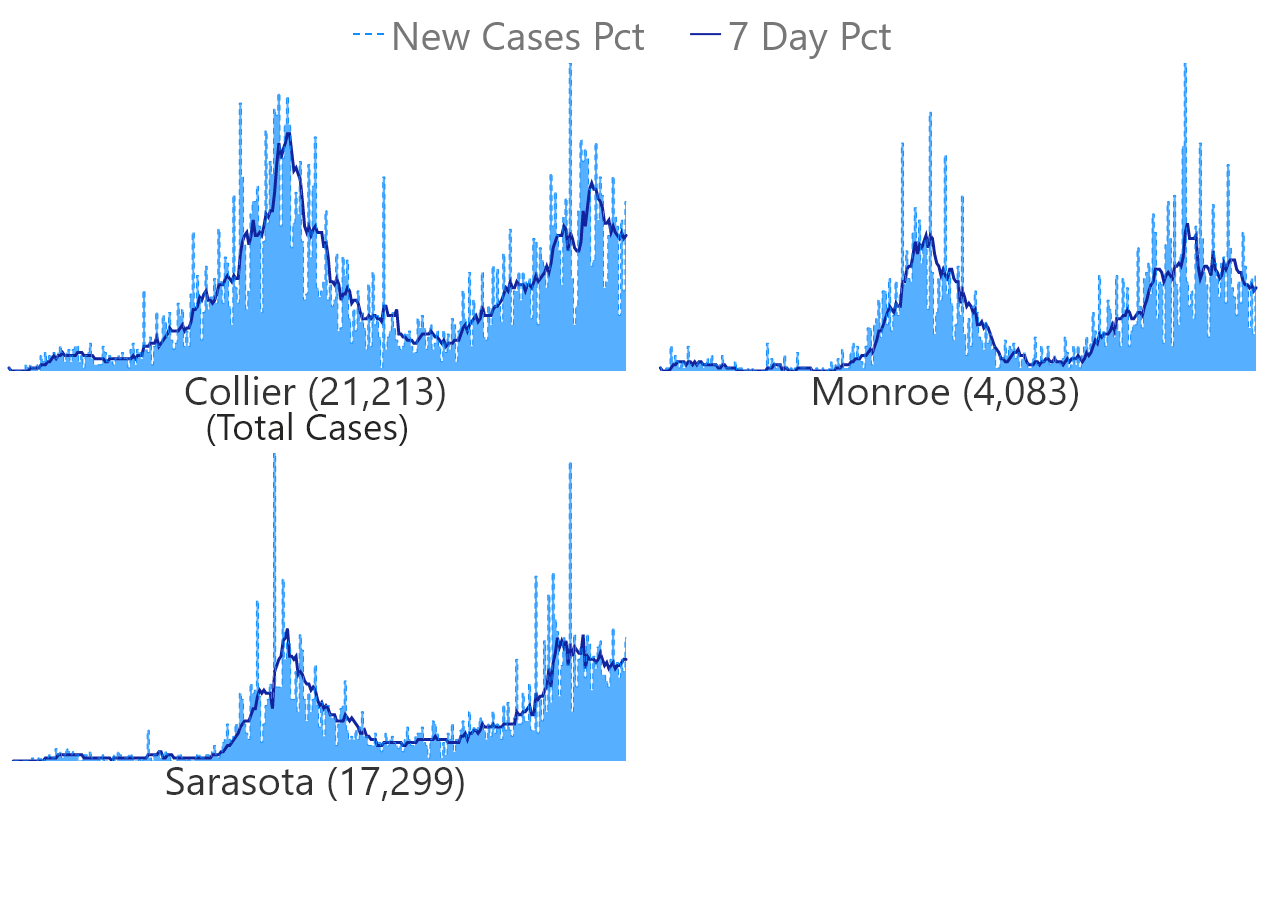 New Cases Pct 7 Day Pct
Collier (21,213)
(Total Cases)
Monroe (4,083)
Sarasota (17,299)